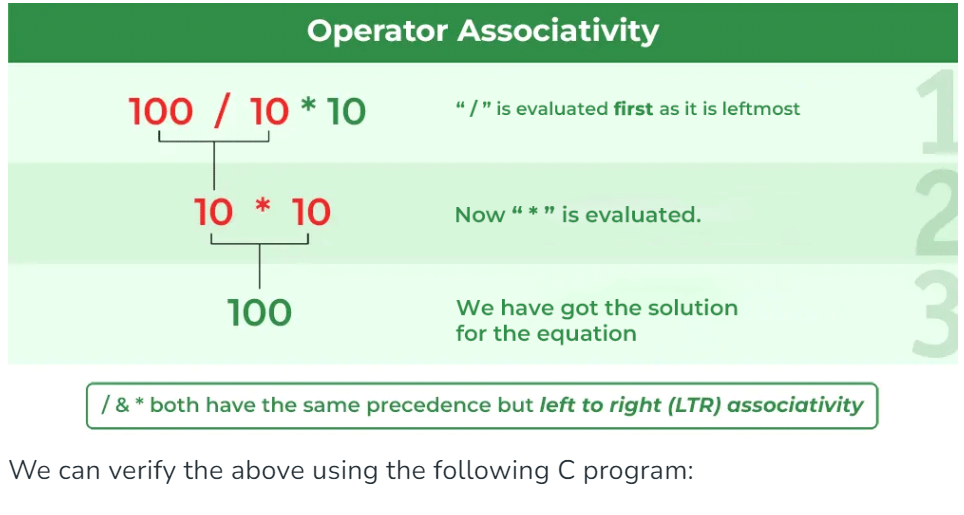 Operator Associativity
100 / 10 * 10
“ / ” is evaluated first as it is leftmost
1
10 * 10
Now “ * ” is evaluated.
2
100
We have got the solution
for the equation
3
/ & * both have the same precedence but left to right (LTR) associativity
We can verify the above using the following C program: